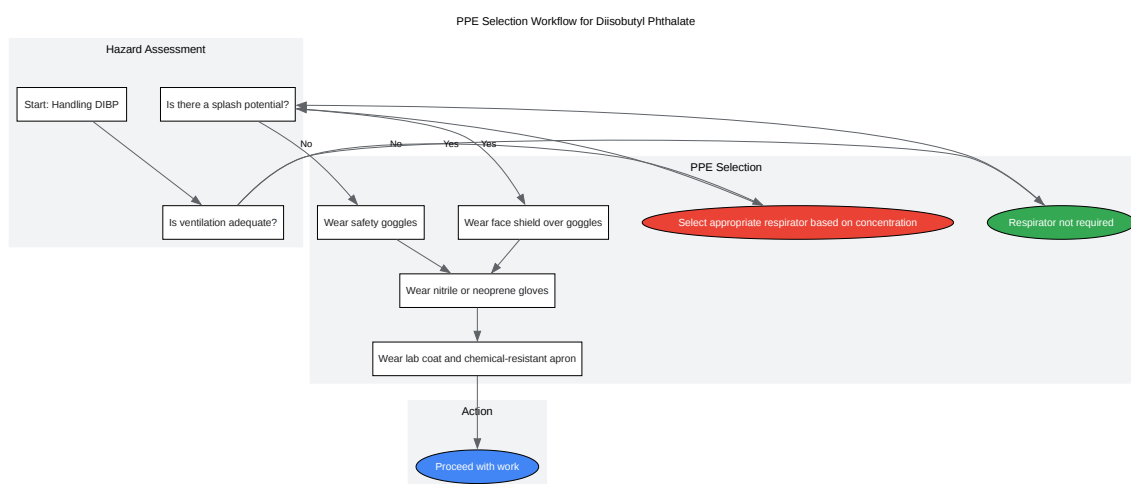 PPE Selection Workflow for Diisobutyl Phthalate
Hazard Assessment
Start: Handling DIBP
Is there a splash potential?
No
No
Yes
Yes
PPE Selection
Is ventilation adequate?
Wear safety goggles
Wear face shield over goggles
Select appropriate respirator based on concentration
Respirator not required
Wear nitrile or neoprene gloves
Wear lab coat and chemical-resistant apron
Action
Proceed with work